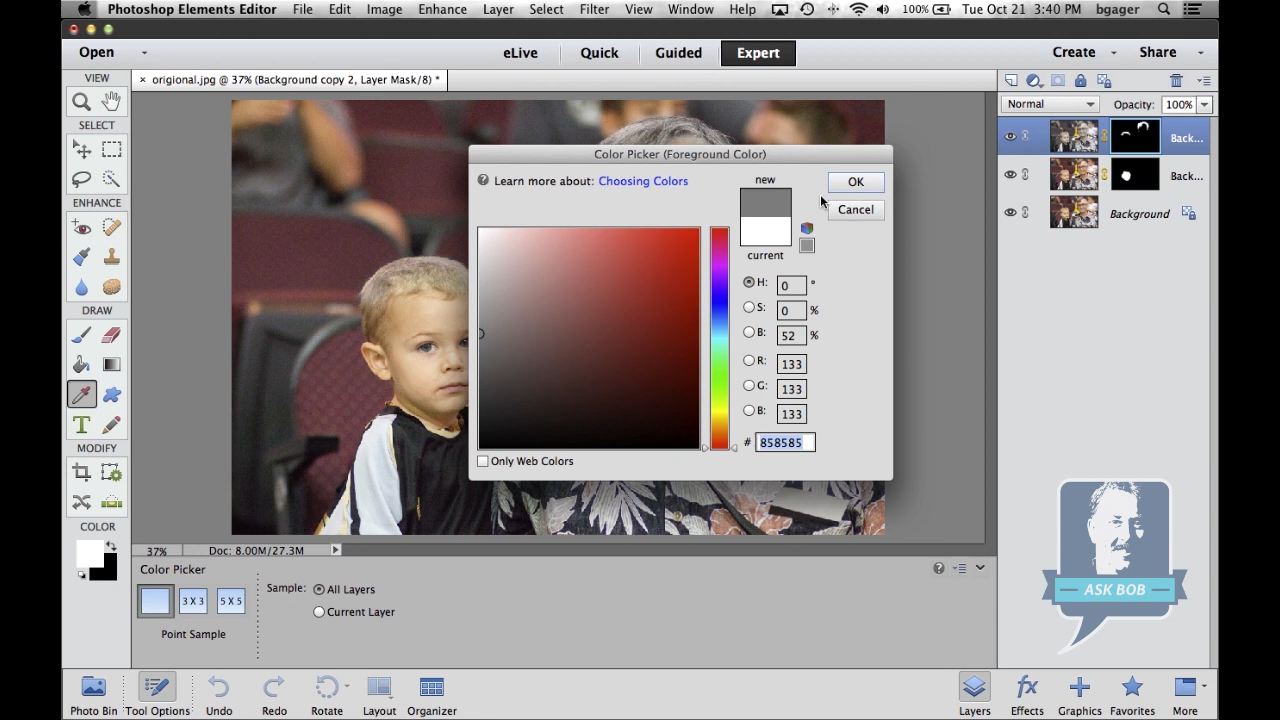 Photoshop Elements Editor File Edit Image Enhance Layer Select Filter View Window Help 100% Tue Oct 21 3:40 PM bgager
Open eLive Quick Guided Expert Create Share
VIEW × origional.jpg @ 37% (Background copy 2, Layer Mask/8) *
Normal Opacity: 100%
SELECT
Back...
Color Picker (Foreground Color)
Learn more about: Choosing Colors new OK
Back...
ENHANCE
Cancel
Background
current
H: 0 °
S: 0 %
DRAW
B: 52 %
R: 133
G: 133
B: 133
T
# 858585
MODIFY
Only Web Colors
COLOR
37% Doc: 8.00M/27.3M
Color Picker
Sample: All Layers
3 X 3 5 X 5
Current Layer
Point Sample
ASK BOB
Photo Bin Tool Options Undo Redo Rotate Layout Organizer Layers Effects Graphics Favorites More